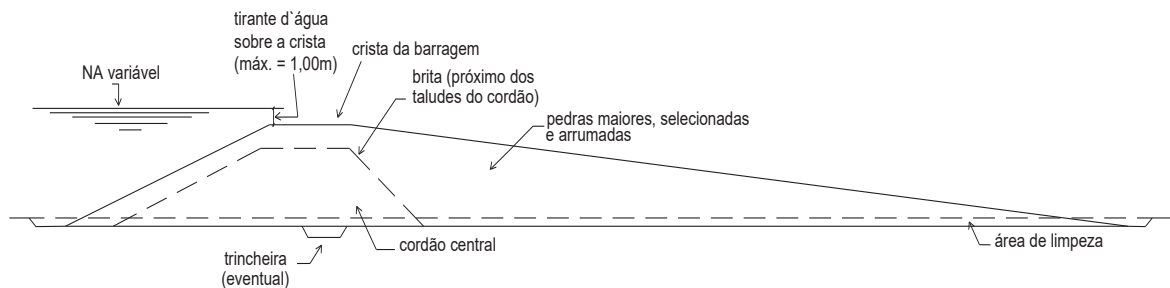 tirante d`água
sobre a crista
(máx. = 1,00m)
crista da barragem
NA variável
brita (próximo dos
taludes do cordão)
pedras maiores, selecionadas
e arrumadas
cordão central
área de limpeza
trincheira
(eventual)